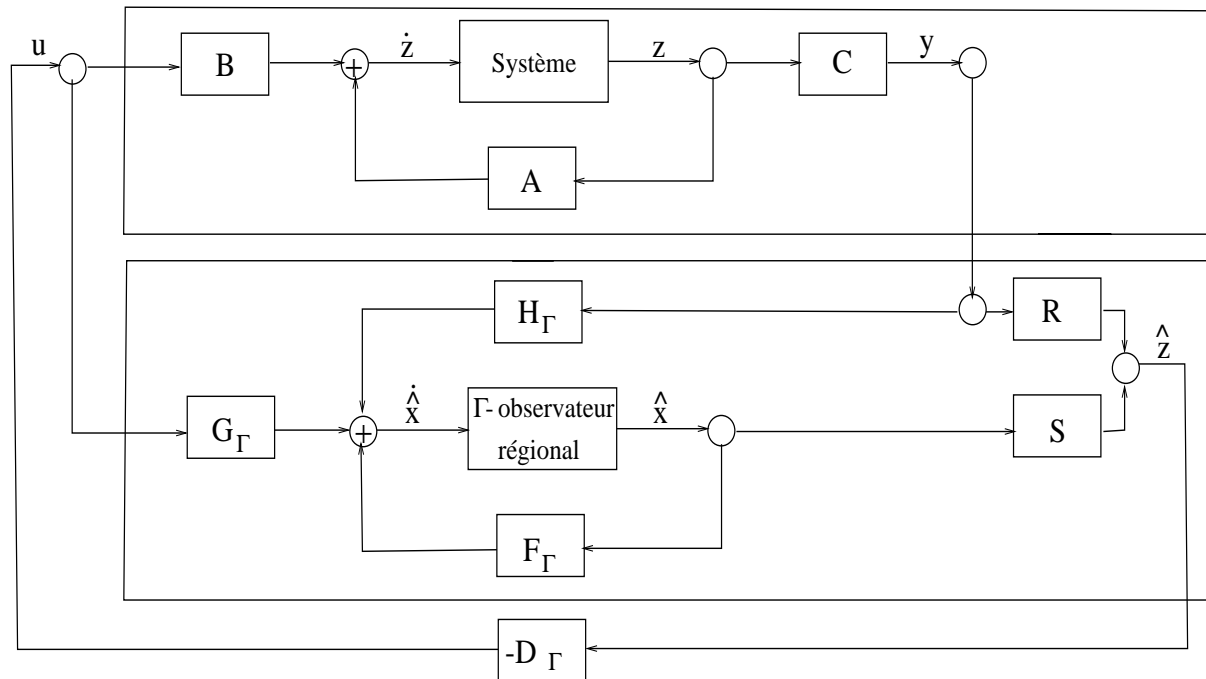 u
B
+
ż
Système
z
C
y
A
H_Γ
R
ẑ
G_Γ
+
x̂̇
Γ- observateur
régional
x̂
S
F_Γ
-D_Γ